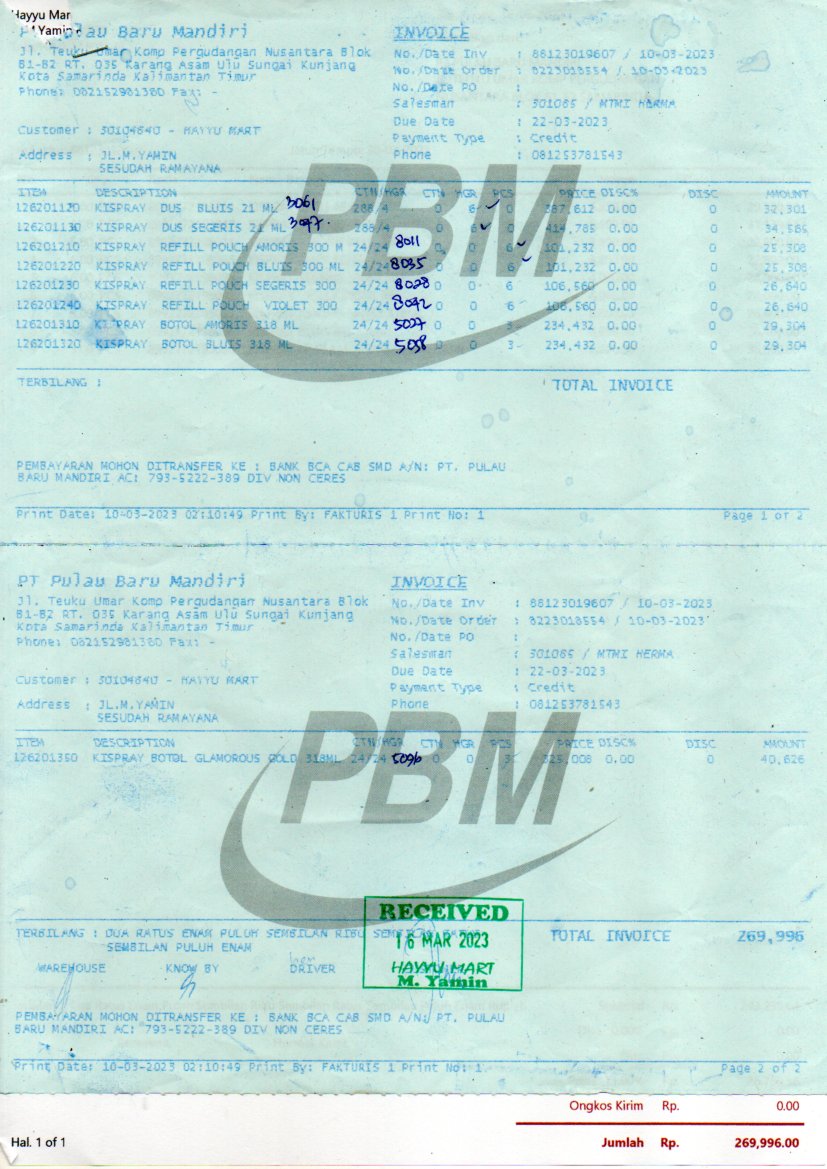 Hayyu Mar
Yamin
Pulau Baru Mandiri
Jl. Teuku Umar Komp Pergudangan Nusantara Blok
B1-B2 RT. 035 Karang Asam Ulu Sungai Kunjang
Kota Samarinda Kalimantan Timur
Phone: 082152981380 Fax: -
INVOICE
No./Date Inv : 88123019607 / 10-03-2023
No./Date Order : 8223018554 / 10-03-2023
No./Date PO :
Salesman : 301065 / MTMI HERMA
Due Date : 22-03-2023
Payment Type : Credit
Phone : 081253781543
Customer : 30104640 - HAYYU MART
Address : JL.M.YAMIN
SESUDAH RAMAYANA
PBM
ITEM DESCRIPTION CTN/HGR CTN HGR PCS PRICE DISC% DISC AMOUNT
126201120 KISPRAY DUS BLUIS 21 ML 3061 288/4 0 6 0 387,612 0.00 0 32,301
126201130 KISPRAY DUS SEGERIS 21 ML 288/4 0 6 0 414,785 0.00 0 34,565
126201210 KISPRAY REFILL POUCH AMORIS 300 M 24/24 8011 0 0 6 101,232 0.00 0 25,308
126201220 KISPRAY REFILL POUCH BLUIS 300 ML 24/24 8035 0 0 6 101,232 0.00 0 25,308
126201230 KISPRAY REFILL POUCH SEGERIS 300 24/24 8028 0 0 6 106,560 0.00 0 26,640
126201240 KISPRAY REFILL POUCH VIOLET 300 24/24 8042 0 0 6 106,560 0.00 0 26,640
126201310 KISPRAY BOTOL AMORIS 318 ML 24/24 5027 0 0 3 234,432 0.00 0 29,304
126201320 KISPRAY BOTOL BLUIS 318 ML 24/24 5058 0 0 3 234,432 0.00 0 29,304
TERBILANG :
TOTAL INVOICE
PEMBAYARAN MOHON DITRANSFER KE : BANK BCA CAB SMD A/N: PT. PULAU
BARU MANDIRI AC: 793-5222-389 DIV NON CERES
Print Date: 10-03-2023 02:10:49 Print By: FAKTURIS 1 Print No: 1
Page 1 of 2
PT Pulau Baru Mandiri
Jl. Teuku Umar Komp Pergudangan Nusantara Blok
B1-B2 RT. 035 Karang Asam Ulu Sungai Kunjang
Kota Samarinda Kalimantan Timur
Phone: 082152981380 Fax: -
INVOICE
No./Date Inv : 88123019607 / 10-03-2023
No./Date Order : 8223018554 / 10-03-2023
No./Date PO :
Salesman : 301065 / MTMI HERMA
Due Date : 22-03-2023
Payment Type : Credit
Phone : 081253781543
Customer : 30104640 - HAYYU MART
Address : JL.M.YAMIN
SESUDAH RAMAYANA
PBM
ITEM DESCRIPTION CTN/HGR CTN HGR PCS PRICE DISC% DISC AMOUNT
126201350 KISPRAY BOTOL GLAMOROUS GOLD 318ML 24/24 5096 0 0 3 325,008 0.00 0 40,626
TERBILANG : DUA RATUS ENAM PULUH SEMBILAN RIBU
SEMBILAN PULUH ENAM
TOTAL INVOICE 269,996
RECEIVED
16 MAR 2023
HAYYU MART
M. Yamin
WAREHOUSE KNOW BY DRIVER
PEMBAYARAN MOHON DITRANSFER KE : BANK BCA CAB SMD A/N: PT. PULAU
BARU MANDIRI AC: 793-5222-389 DIV NON CERES
Print Date: 10-03-2023 02:10:49 Print By: FAKTURIS 1 Print No: 1
Page 2 of 2
Ongkos Kirim Rp. 0.00
Hal. 1 of 1
Jumlah Rp. 269,996.00